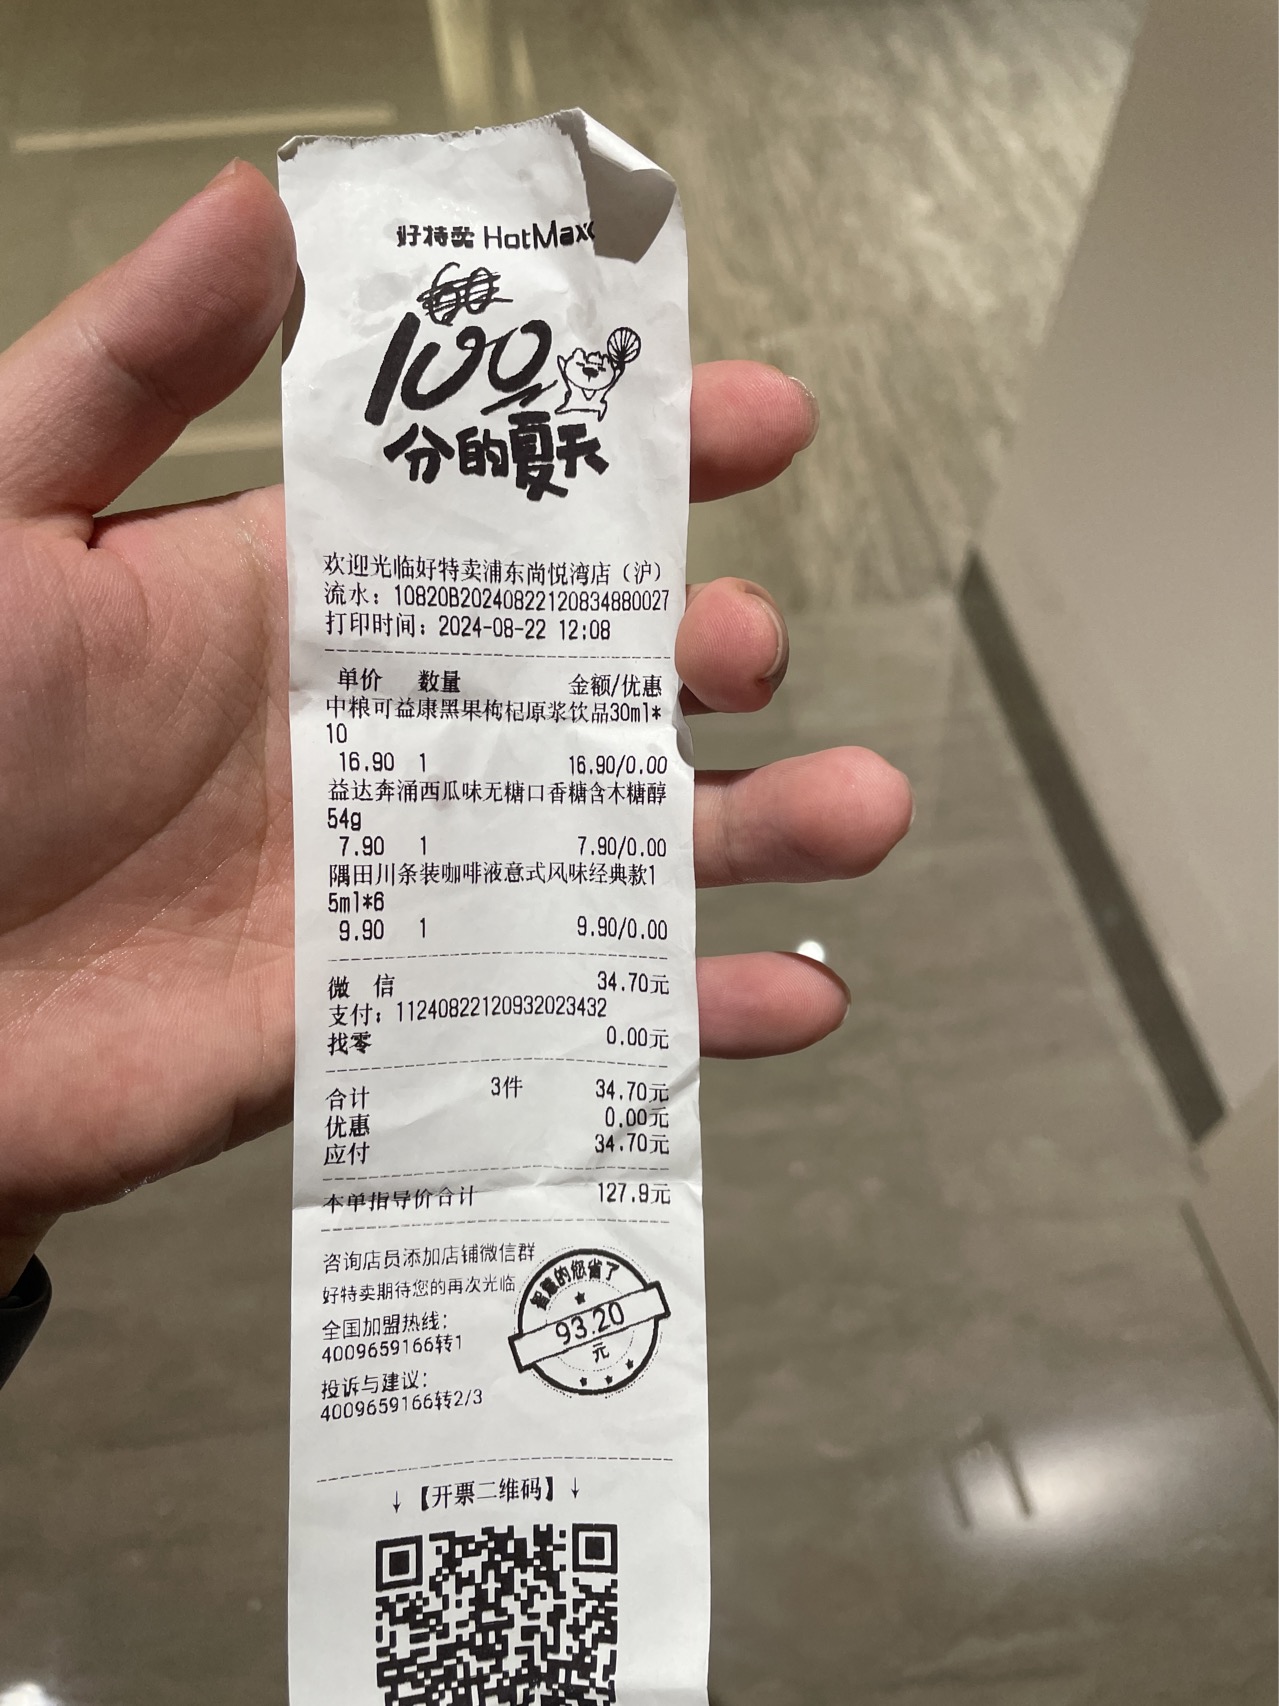 好特卖 HotMax
100
分的夏天
欢迎光临好特卖浦东尚悦湾店（沪）
流水：10820B20240822120834880027
打印时间：2024-08-22 12:08
单价 数量 金额/优惠
中粮可益康黑果枸杞原浆饮品30ml*
10
16.90 1 16.90/0.00
益达奔涌西瓜味无糖口香糖含木糖醇
54g
7.90 1 7.90/0.00
隅田川条装咖啡液意式风味经典款1
5ml*6
9.90 1 9.90/0.00
微 信 34.70元
支付：11240822120932023432
找零 0.00元
合计 3件 34.70元
优惠 0.00元
应付 34.70元
本单指导价合计 127.9元
咨询店员添加店铺微信群
好特卖期待您的再次光临
全国加盟热线：
4009659166转1
投诉与建议：
4009659166转2/3
智慧的您省了
93.20
元
↓【开票二维码】↓